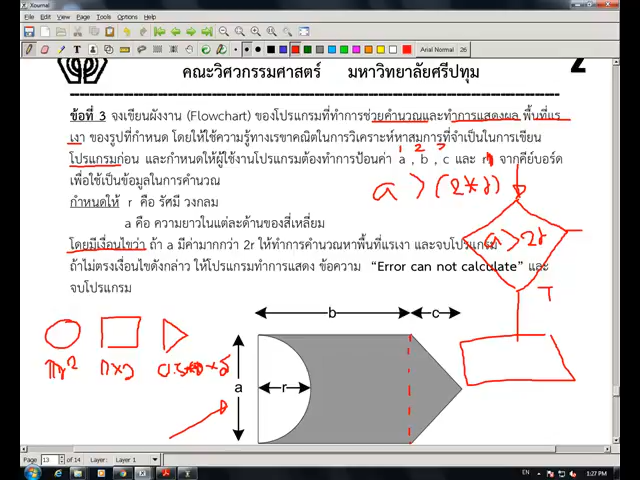 Xournal
File Edit View Journal Tools Options Help
Arial Normal 26
คณะวิศวกรรมศาสตร์ มหาวิทยาลัยศรีปทุม 2
ข้อที่ 3 จงเขียนผังงาน (Flowchart) ของโปรแกรมที่ทำการช่วยคำนวณและทำการแสดงผล พื้นที่แร
เงา ของรูปที่กำหนด โดยให้ใช้ความรู้ทางเรขาคณิตในการวิเคราะห์หาสมการที่จำเป็นในการเขียน
โปรแกรมก่อน และกำหนดให้ผู้ใช้งานโปรแกรมต้องทำการป้อนค่า a , b , c และ r จากคีย์บอร์ด
เพื่อใช้เป็นข้อมูลในการคำนวณ
a > (2*r)
กำหนดให้ r คือ รัศมี วงกลม
a คือ ความยาวในแต่ละด้านของสี่เหลี่ยม
โดยมีเงื่อนไขว่า ถ้า a มีค่ามากกว่า 2r ให้ทำการคำนวณหาพื้นที่แรเงา และจบโปรแกรม
a > 2r
ถ้าไม่ตรงเงื่อนไขดังกล่าว ให้โปรแกรมทำการแสดง ข้อความ “Error can not calculate” และ
จบโปรแกรม
T
b c
a r
Page 13 of 14 Layer: Layer 1
EN 1:27 PM